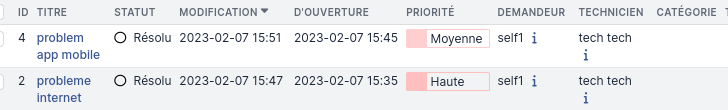 ID TITRE STATUT MODIFICATION D'OUVERTURE PRIORITÉ DEMANDEUR TECHNICIEN CATÉGORIE
4 problem app mobile Résolu 2023-02-07 15:51 2023-02-07 15:45 Moyenne self1 i tech tech i
2 probleme internet Résolu 2023-02-07 15:47 2023-02-07 15:35 Haute self1 i tech tech i